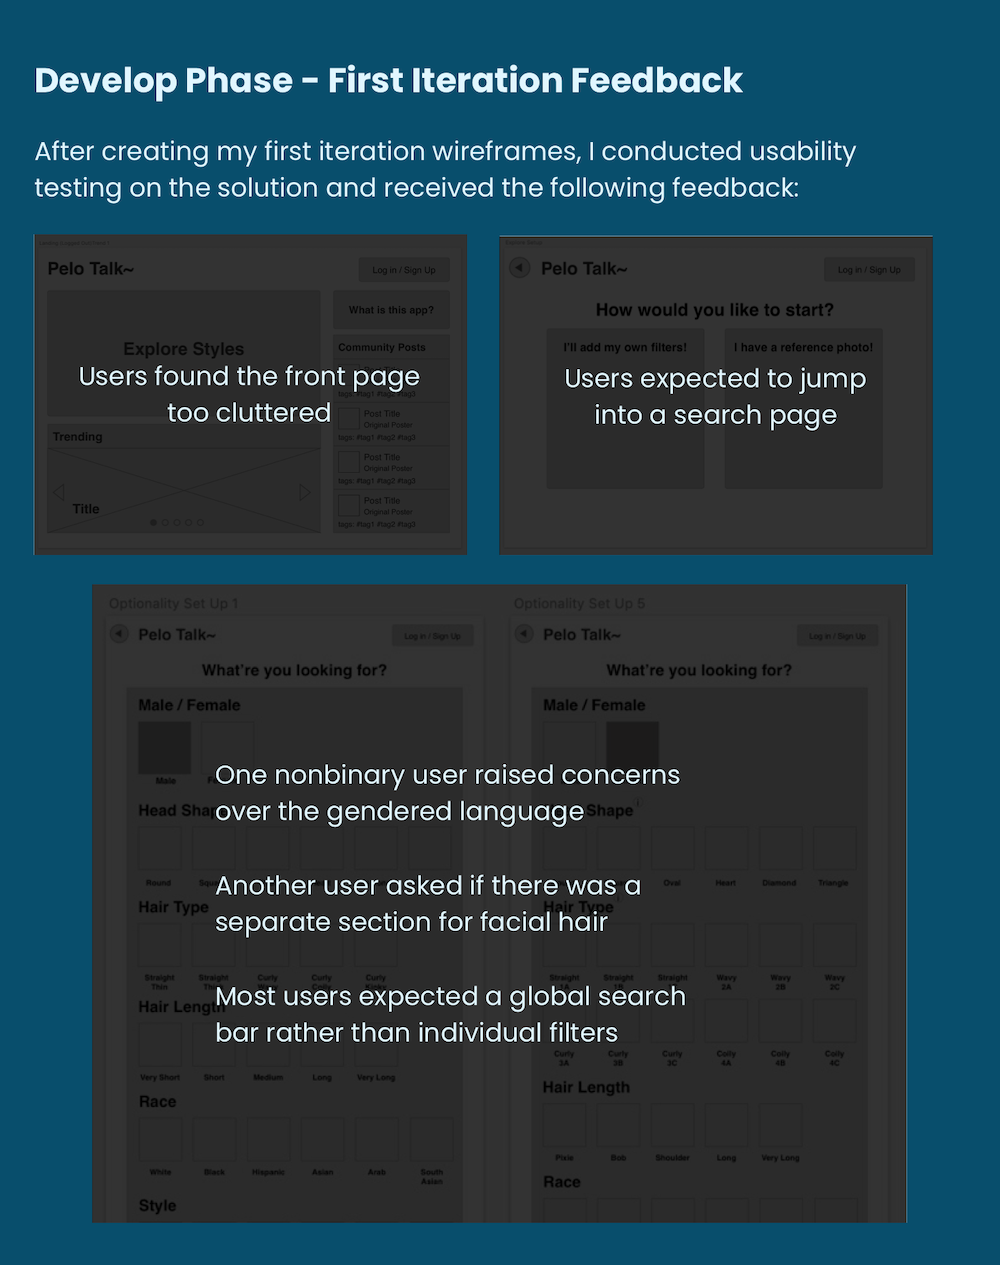 Develop Phase - First Iteration Feedback
After creating my first iteration wireframes, I conducted usability
testing on the solution and received the following feedback:
Pelo Talk~
Log in / Sign Up
What is this app?
Explore Styles
Community Posts
Users found the front page
too cluttered
tags: #tag1 #tag2 #tag3
Post Title
Original Poster
tags: #tag1 #tag2 #tag3
Trending
Post Title
Original Poster
tags: #tag1 #tag2 #tag3
Title
Post Title
Original Poster
tags: #tag1 #tag2 #tag3
Pelo Talk~
Log in / Sign Up
How would you like to start?
I'll add my own filters!
I have a reference photo!
Users expected to jump
into a search page
Optionality Set Up 1
Pelo Talk~
Log in / Sign Up
What're you looking for?
Male / Female
Male
Head Shape
Round
Hair Type
Straight Thin
Straight
Curly
Curly
Curly
Hair Length
Very Short
Short
Medium
Long
Very Long
Race
White
Black
Hispanic
Asian
Arab
South Asian
Style
Optionality Set Up 5
Pelo Talk~
Log in / Sign Up
What're you looking for?
Male / Female
Shape
Oval
Heart
Diamond
Triangle
Hair Type
Straight 1A
Straight
Straight
Wavy 2A
Wavy 2B
Wavy 2C
Curly 3A
Curly 3B
Curly 3C
Coily 4A
Coily 4B
Coily 4C
Hair Length
Pixie
Bob
Shoulder
Long
Very Long
Race
One nonbinary user raised concerns
over the gendered language
Another user asked if there was a
separate section for facial hair
Most users expected a global search
bar rather than individual filters